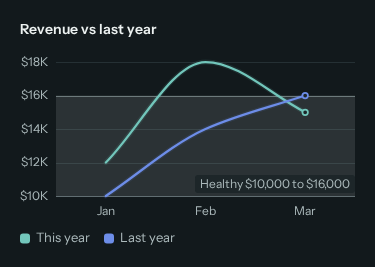 Revenue vs last year
$18K
$16K
$14K
$12K
$10K
Healthy $10,000 to $16,000
Jan Feb Mar
This year Last year